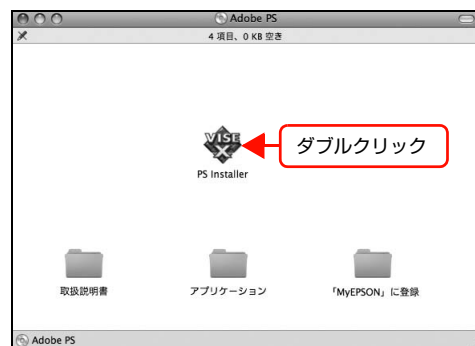 Adobe PS
4 項目、0 KB 空き
VISE
X
ダブルクリック
PS Installer
取扱説明書
アプリケーション
「MyEPSON」に登録
Adobe PS